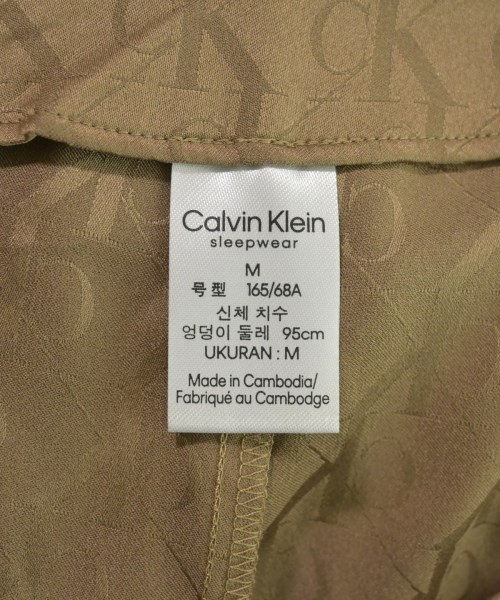 Calvin Klein
sleepwear
M
号型 165/68A
신체 치수
엉덩이 둘레 95cm
UKURAN : M
Made in Cambodia/
Fabriqué au Cambodge